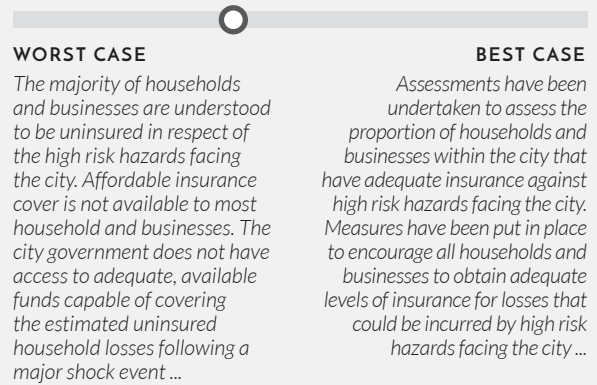 WORST CASE
The majority of households
and businesses are understood
to be uninsured in respect of
the high risk hazards facing
the city. Affordable insurance
cover is not available to most
household and businesses. The
city government does not have
access to adequate, available
funds capable of covering
the estimated uninsured
household losses following a
major shock event ...
BEST CASE
Assessments have been
undertaken to assess the
proportion of households and
businesses within the city that
have adequate insurance against
high risk hazards facing the city.
Measures have been put in place
to encourage all households and
businesses to obtain adequate
levels of insurance for losses that
could be incurred by high risk
hazards facing the city ...